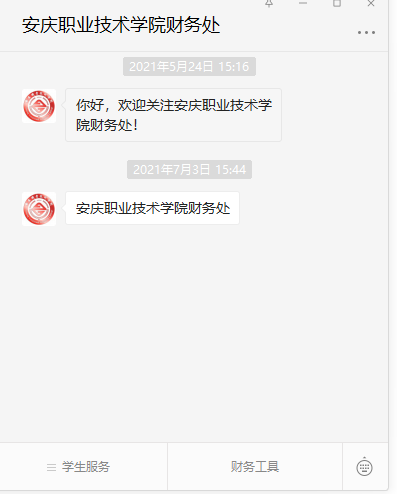 安庆职业技术学院财务处
2021年5月24日 15:16
你好，欢迎关注安庆职业技术学
院财务处！
2021年7月3日 15:44
安庆职业技术学院财务处
学生服务
财务工具